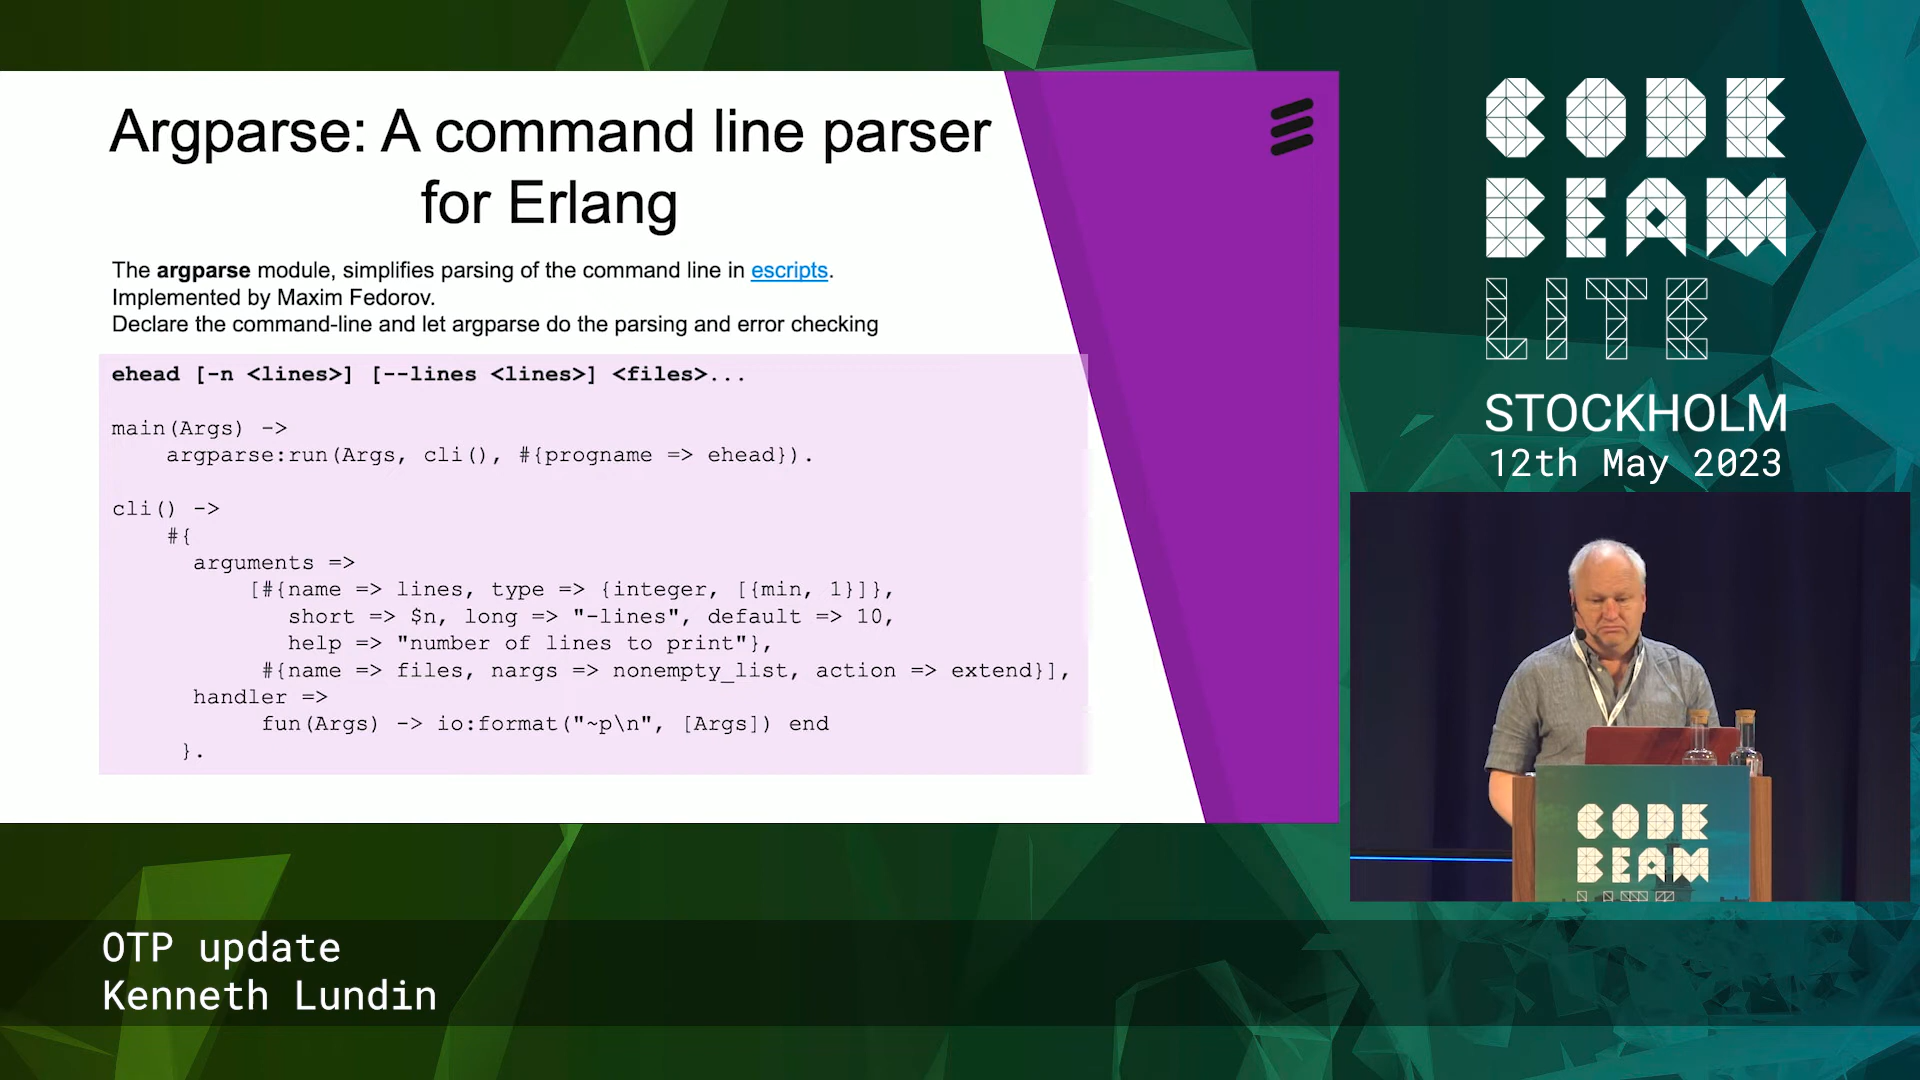 Argparse: A command line parser
for Erlang
The argparse module, simplifies parsing of the command line in escripts.
Implemented by Maxim Fedorov.
Declare the command-line and let argparse do the parsing and error checking
ehead [-n <lines>] [--lines <lines>] <files>...
main(Args) ->
argparse:run(Args, cli(), #{progname => ehead}).
cli() ->
#{
arguments =>
[#{name => lines, type => {integer, [{min, 1}]},
short => $n, long => "-lines", default => 10,
help => "number of lines to print"},
#{name => files, nargs => nonempty_list, action => extend}],
handler =>
fun(Args) -> io:format("~p\n", [Args]) end
}.
CODE
BEAM
LITE
STOCKHOLM
12th May 2023
CODE
BEAM
OTP update
Kenneth Lundin